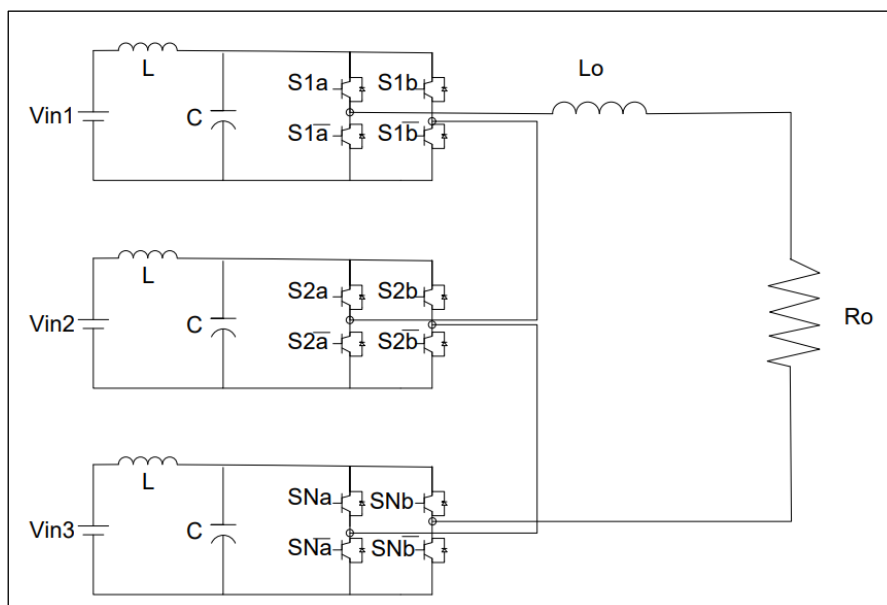 L
S1a
S1b
Lo
Vin1
C
S1a̅
S1b̅
L
S2a
S2b
Vin2
C
S2a̅
S2b̅
Ro
L
SNa
SNb
Vin3
C
SNa̅
SNb̅